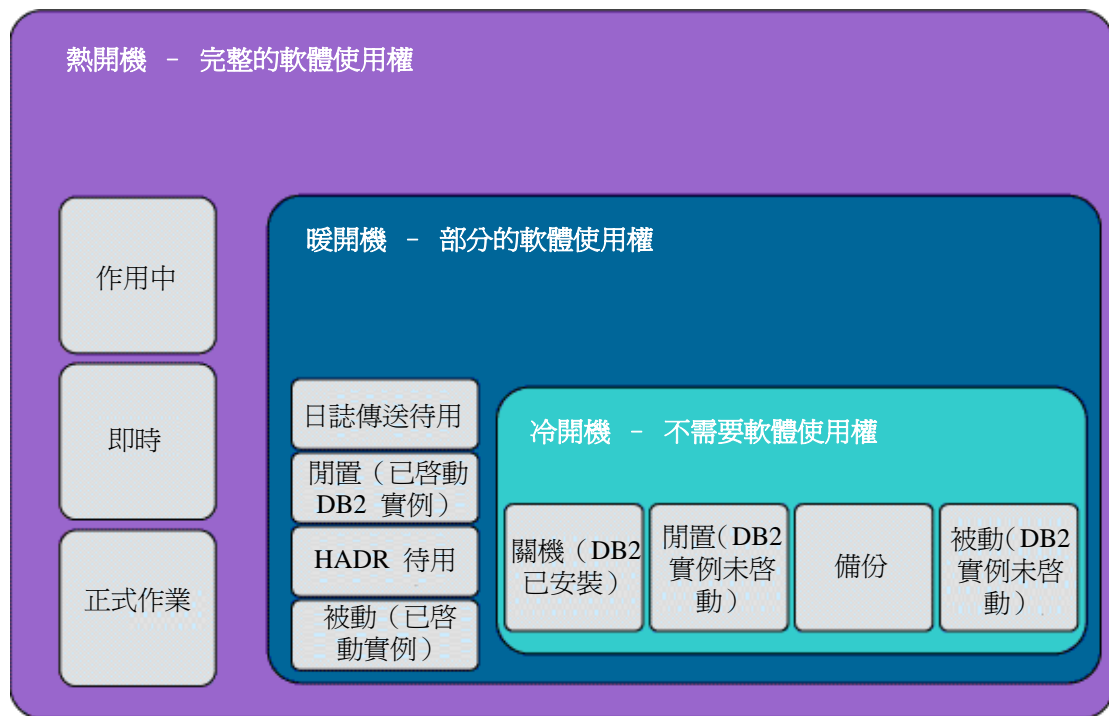 熱開機 – 完整的軟體使用權
作用中
即時
正式作業
暖開機 – 部分的軟體使用權
日誌傳送待用
閒置（已啓動
DB2 實例）
HADR 待用
被動（已啓
動實例）
冷開機 – 不需要軟體使用權
關機（DB2
已安裝）
閒置（DB2
實例未啓
動）
備份
被動（DB2
實例未啓
動）